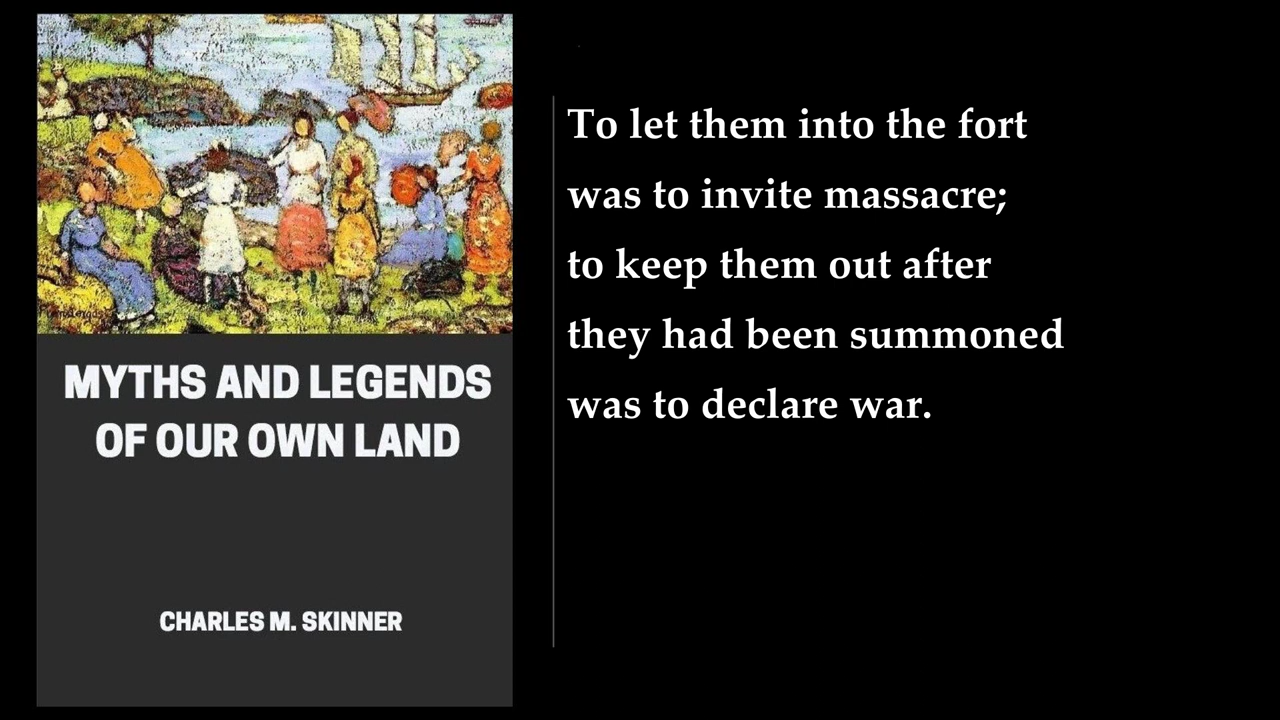 MYTHS AND LEGENDS
OF OUR OWN LAND
CHARLES M. SKINNER
To let them into the fort
was to invite massacre;
to keep them out after
they had been summoned
was to declare war.